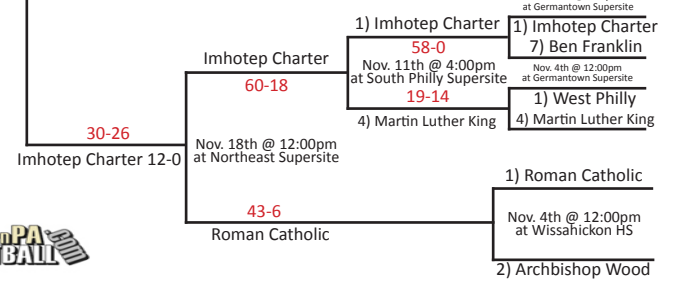 at Germantown Supersite
1) Imhotep Charter
1) Imhotep Charter
58-0
7) Ben Franklin
Imhotep Charter
Nov. 11th @ 4:00pm
at South Philly Supersite
Nov. 4th @ 12:00pm
at Germantown Supersite
60-18
19-14
1) West Philly
4) Martin Luther King
4) Martin Luther King
30-26
Imhotep Charter 12-0
Nov. 18th @ 12:00pm
at Northeast Supersite
1) Roman Catholic
43-6
Roman Catholic
Nov. 4th @ 12:00pm
at Wissahickon HS
2) Archbishop Wood
nPA
BALL
.COM